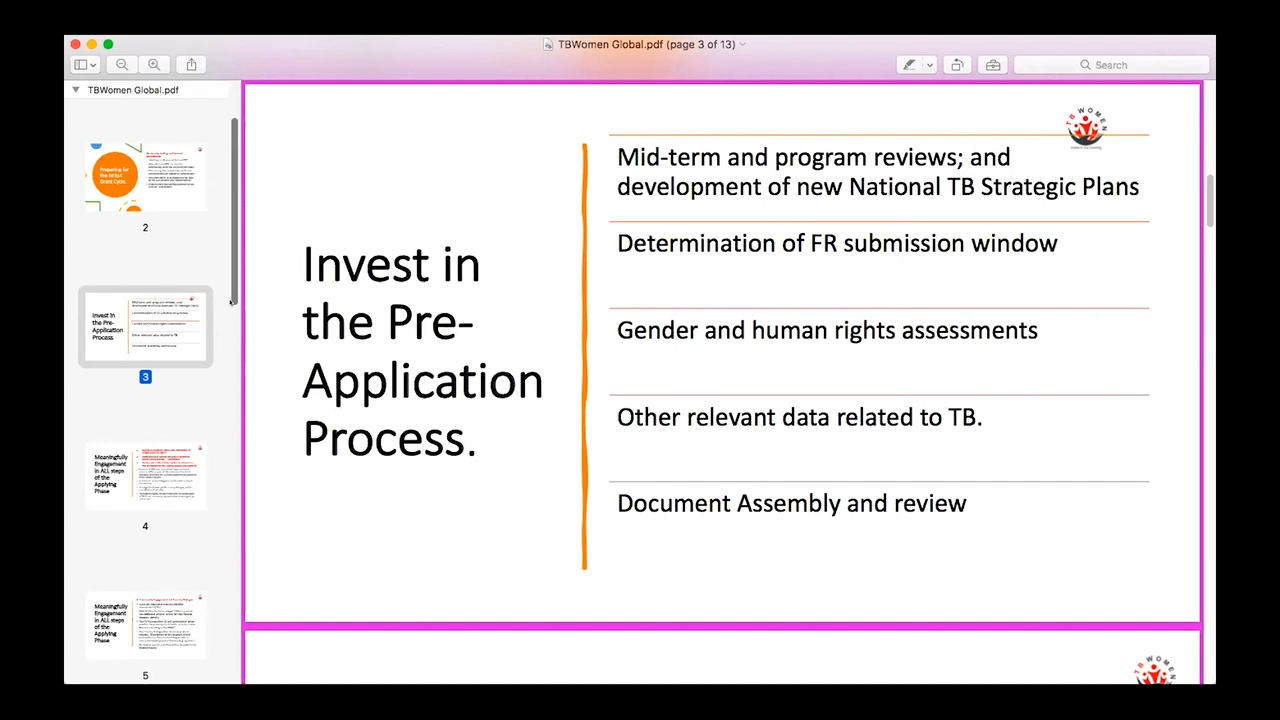 TBWomen Global.pdf (page 3 of 13)
Search
TBWomen Global.pdf
Preparing for
the NFM4
Grant Cycle.
2
Invest in
the Pre-
Application
Process.
3
Meaningfully
Engagement
in ALL steps
of the
Applying
Phase
4
Meaningfully
Engagement
in ALL steps
of the
Applying
Phase
5
Invest in
the Pre-
Application
Process.
TB WOMEN
Mid-term and program reviews; and
development of new National TB Strategic Plans
Determination of FR submission window
Gender and human rights assessments
Other relevant data related to TB.
Document Assembly and review
TB WOMEN